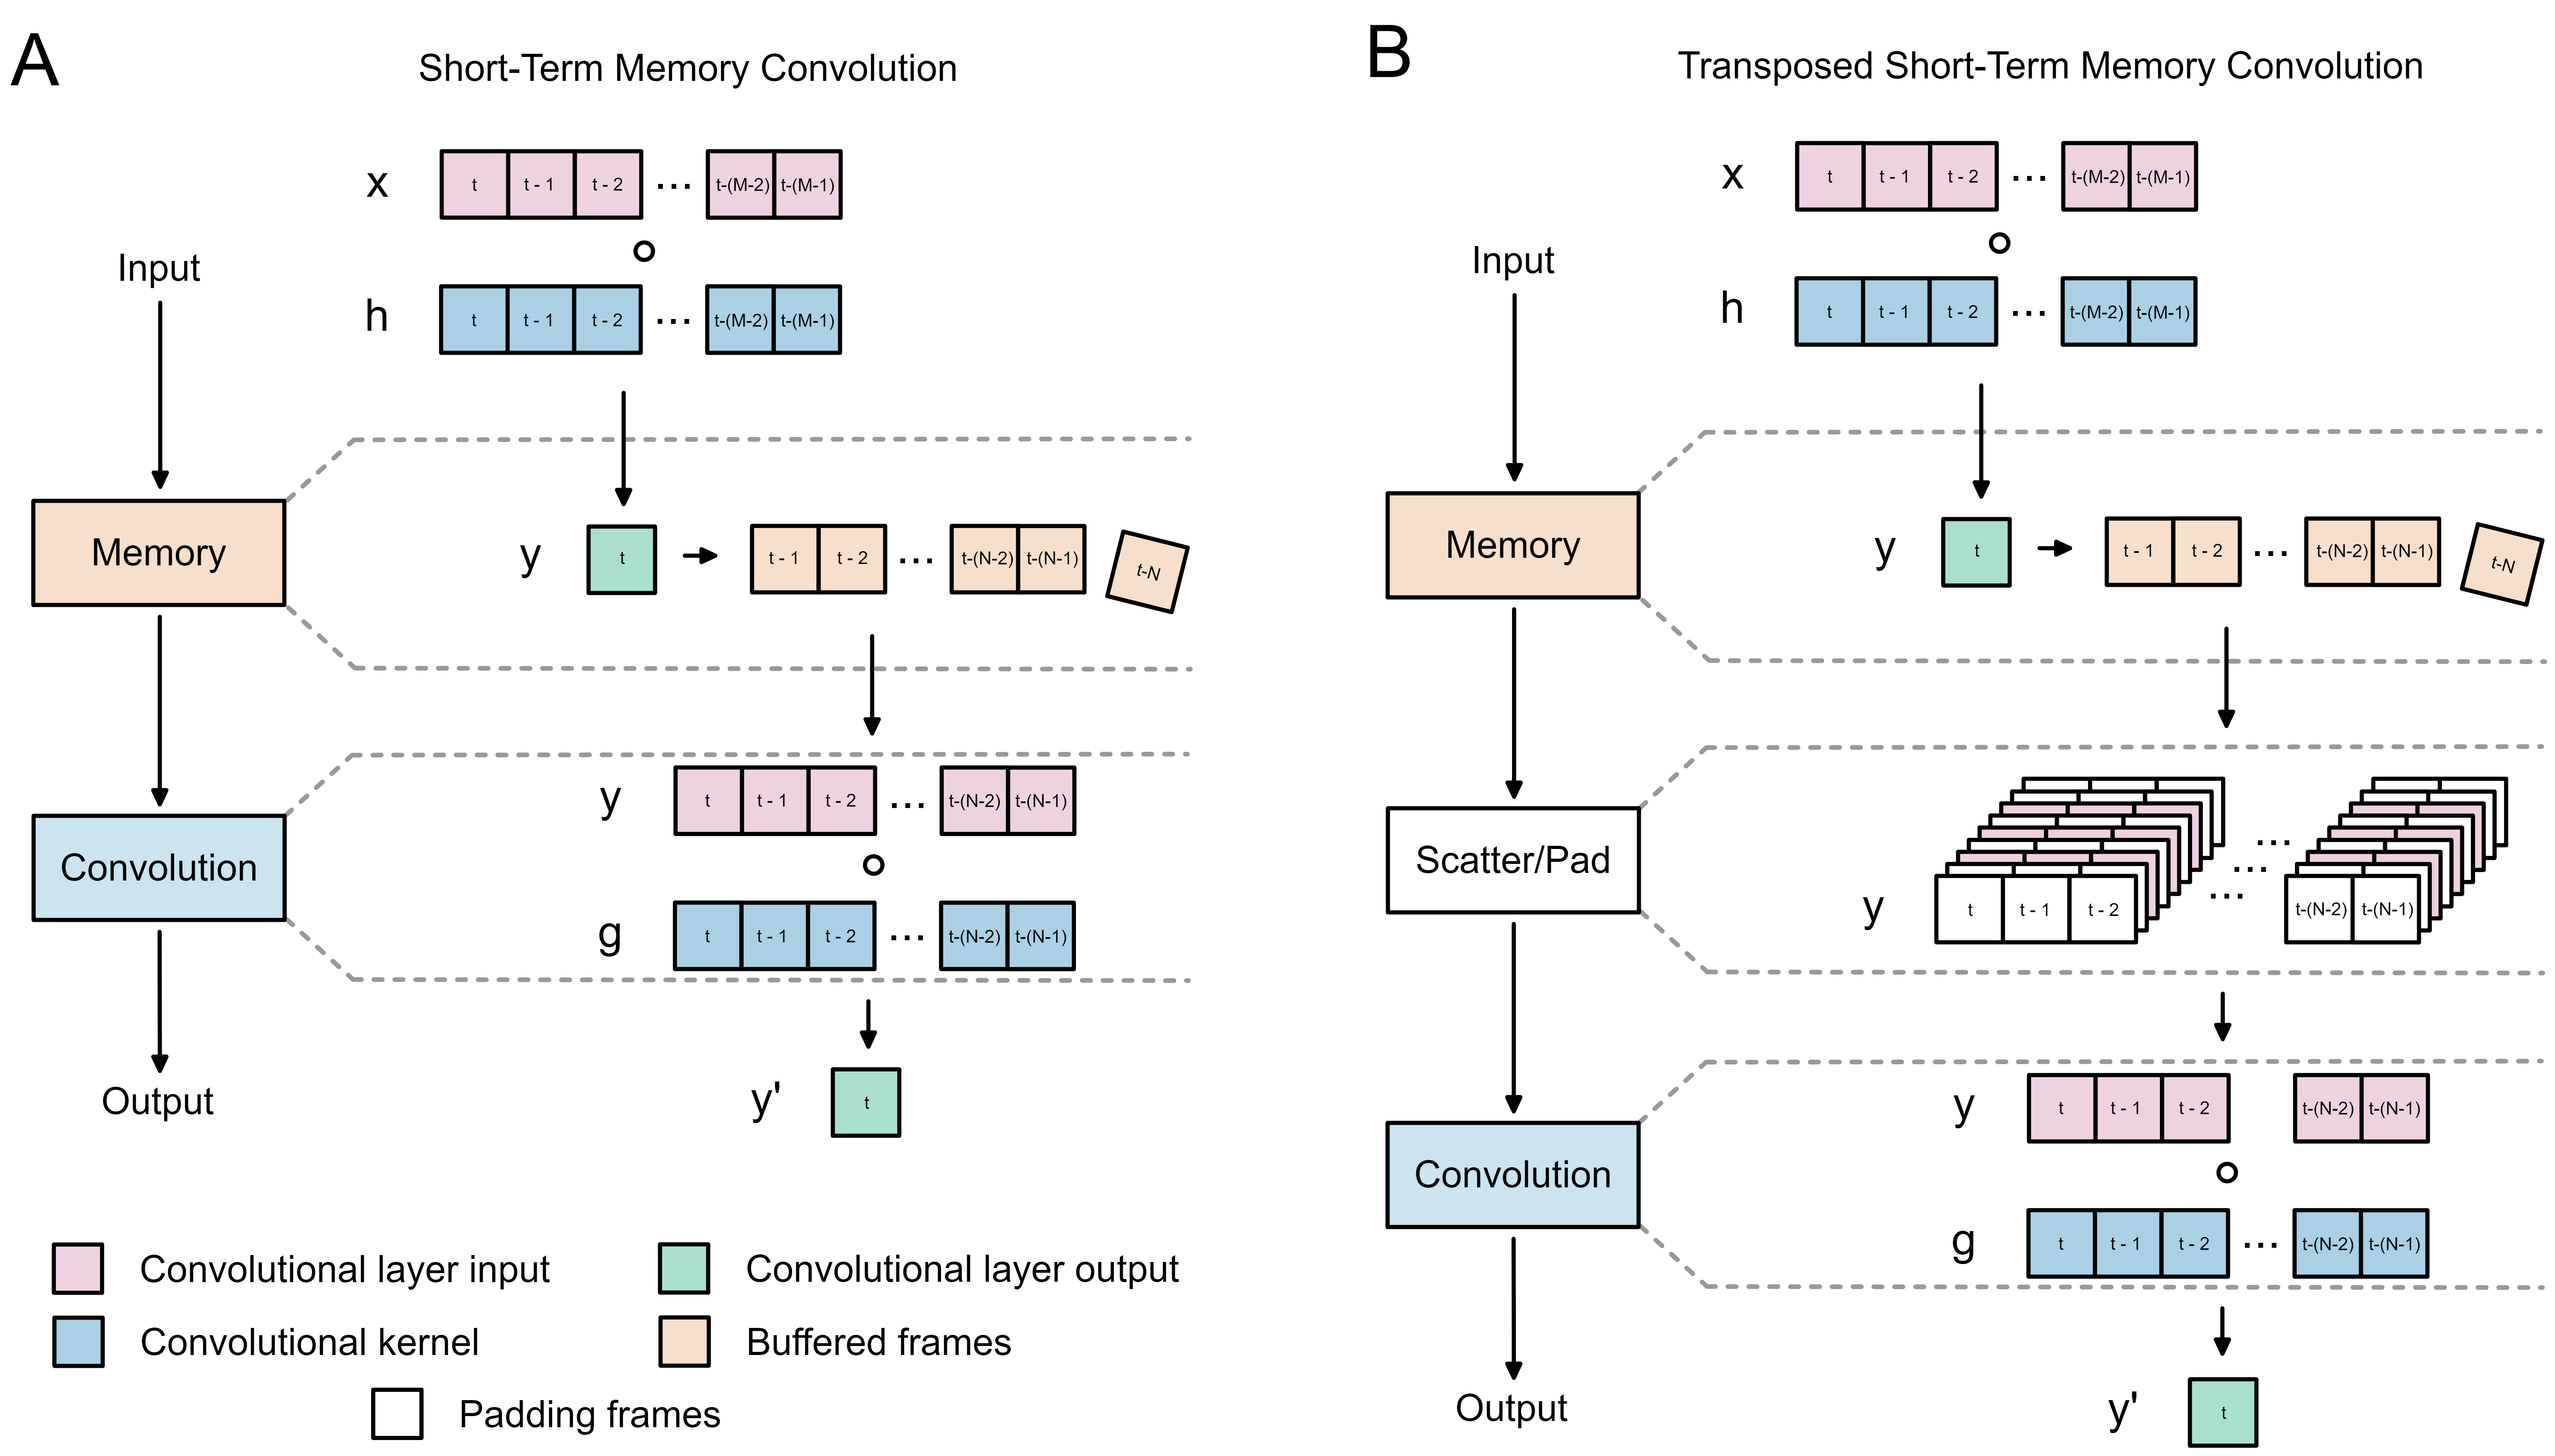 A
Short-Term Memory Convolution
x t t - 1 t - 2 ... t-(M-2) t-(M-1)
Input
h t t - 1 t - 2 ... t-(M-2) t-(M-1)
Memory
y t t - 1 t - 2 ... t-(N-2) t-(N-1) t-N
Convolution
y t t - 1 t - 2 ... t-(N-2) t-(N-1)
g t t - 1 t - 2 ... t-(N-2) t-(N-1)
Output
y' t
Convolutional layer input
Convolutional layer output
Convolutional kernel
Buffered frames
Padding frames
B
Transposed Short-Term Memory Convolution
x t t - 1 t - 2 ... t-(M-2) t-(M-1)
Input
h t t - 1 t - 2 ... t-(M-2) t-(M-1)
Memory
y t t - 1 t - 2 ... t-(N-2) t-(N-1) t-N
Scatter/Pad
... ... ...
y t t - 1 t - 2 t-(N-2) t-(N-1)
Convolution
y t t - 1 t - 2 t-(N-2) t-(N-1)
g t t - 1 t - 2 ... t-(N-2) t-(N-1)
Output
y' t